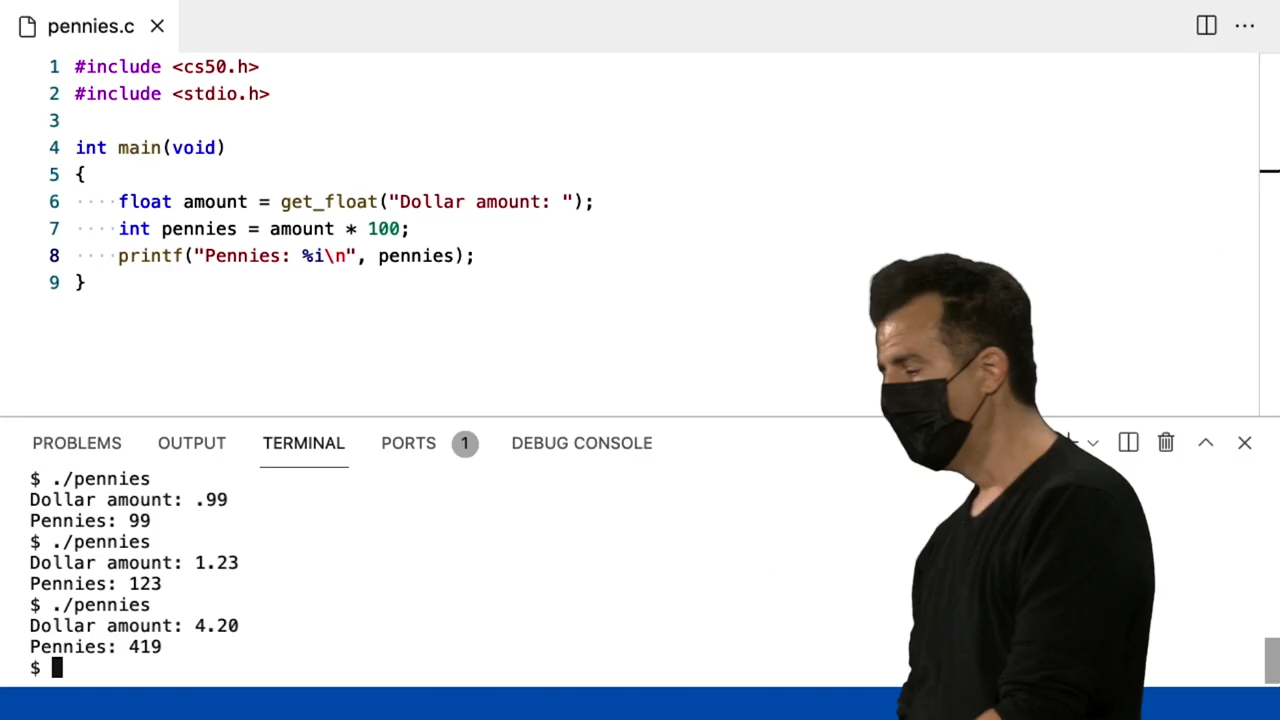 pennies.c
1 #include <cs50.h>
2 #include <stdio.h>
3
4 int main(void)
5 {
6 ····float amount = get_float("Dollar amount: ");
7 ····int pennies = amount * 100;
8 ····printf("Pennies: %i\n", pennies);
9 }
PROBLEMS OUTPUT TERMINAL PORTS 1 DEBUG CONSOLE
$ ./pennies
Dollar amount: .99
Pennies: 99
$ ./pennies
Dollar amount: 1.23
Pennies: 123
$ ./pennies
Dollar amount: 4.20
Pennies: 419
$